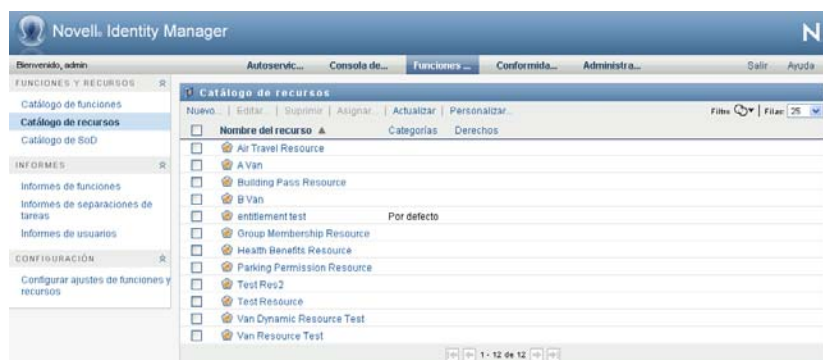 Novell® Identity Manager
N
Bienvenido, admin
Autoservic... Consola de... Funciones ... Conformida... Administra... Salir Ayuda
FUNCIONES Y RECURSOS
Catálogo de funciones
Catálogo de recursos
Catálogo de SoD
INFORMES
Informes de funciones
Informes de separaciones de
tareas
Informes de usuarios
CONFIGURACIÓN
Configurar ajustes de funciones y
recursos
Catálogo de recursos
Nuevo... | Editar... | Suprimir | Asignar... | Actualizar | Personalizar...
Filtro | Filas: 25
Nombre del recurso Categorías Derechos
Air Travel Resource
A Van
Building Pass Resource
B Van
entitlement test Por defecto
Group Membership Resource
Health Benefits Resource
Parking Permission Resource
Test Res2
Test Resource
Van Dynamic Resource Test
Van Resource Test
1 - 12 de 12